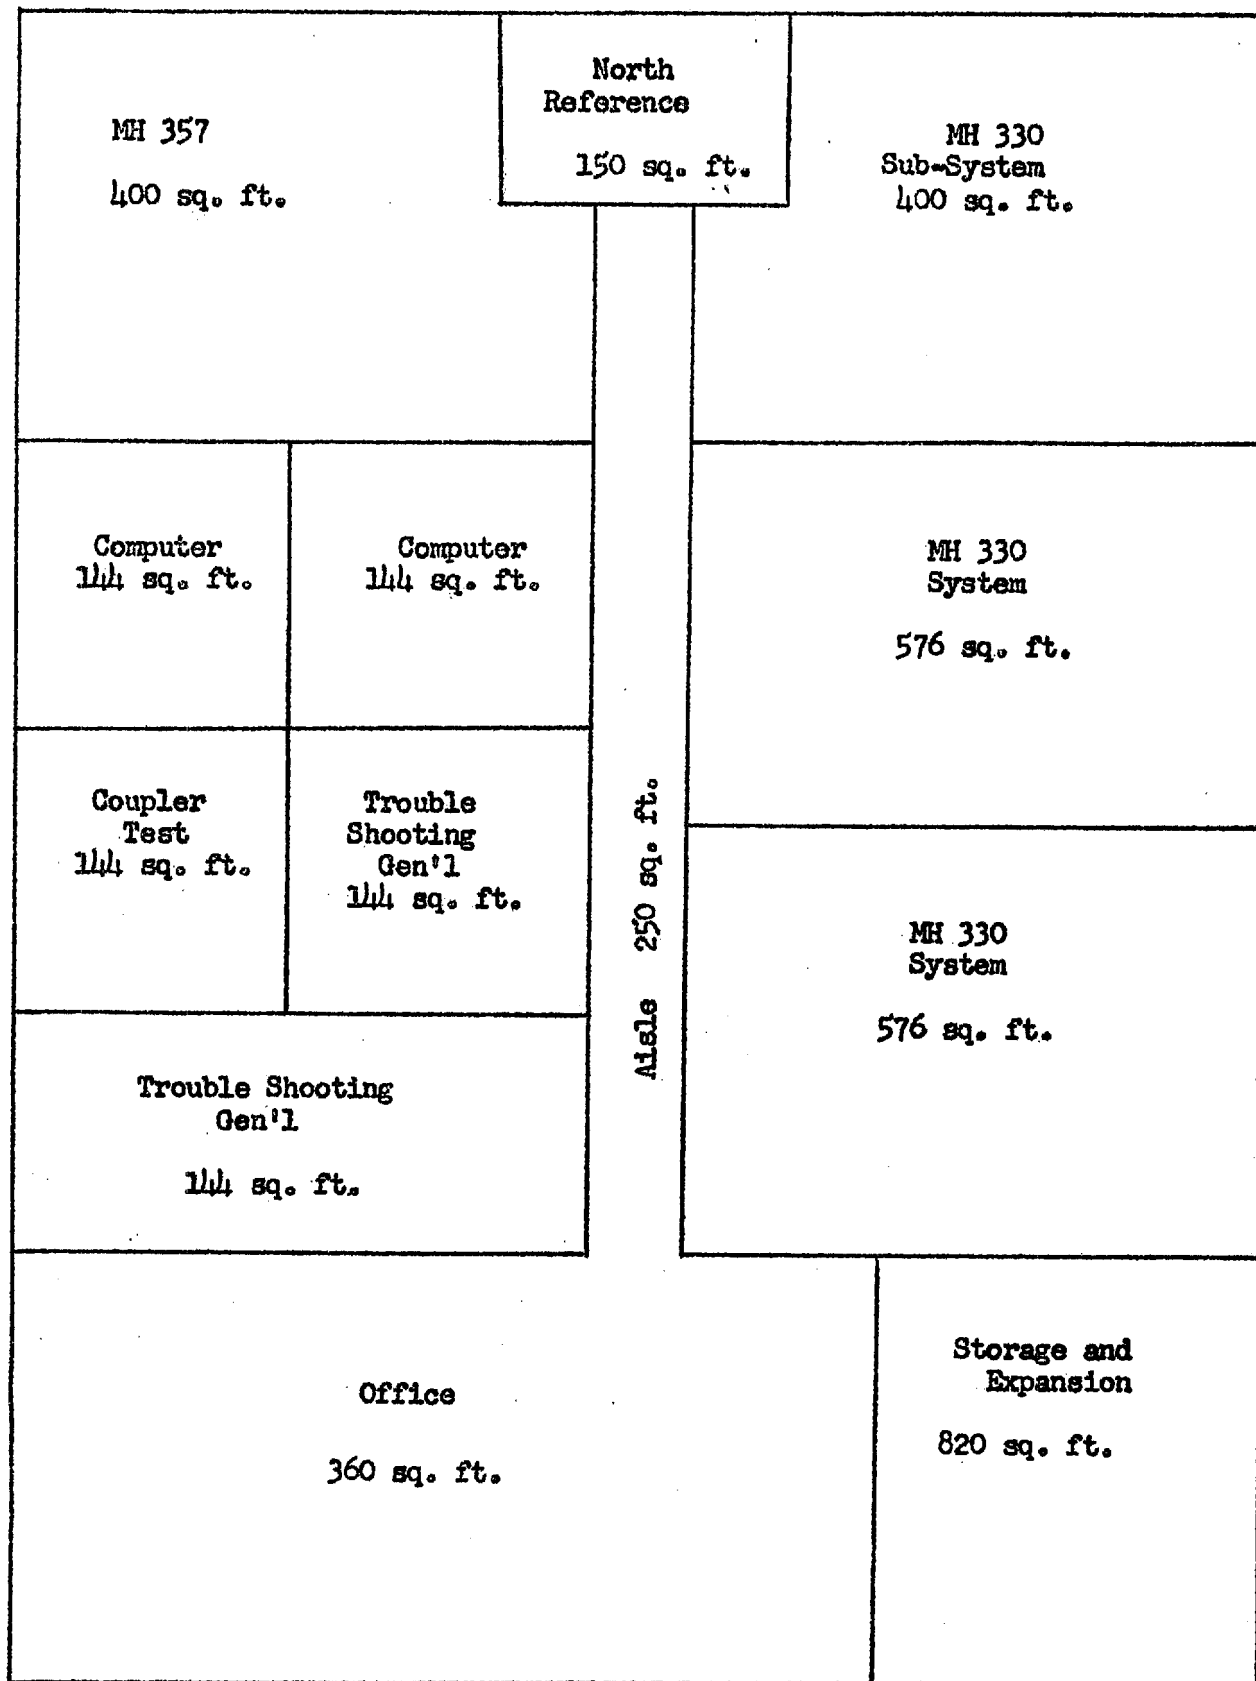 North
Reference
150 sq. ft.
MH 357
400 sq. ft.
MH 330
Sub-System
400 sq. ft.
Computer
144 sq. ft.
Computer
144 sq. ft.
MH 330
System
576 sq. ft.
Coupler
Test
144 sq. ft.
Trouble
Shooting
Gen'l
144 sq. ft.
Aisle 250 sq. ft.
MH 330
System
576 sq. ft.
Trouble Shooting
Gen'l
144 sq. ft.
Office
360 sq. ft.
Storage and
Expansion
820 sq. ft.